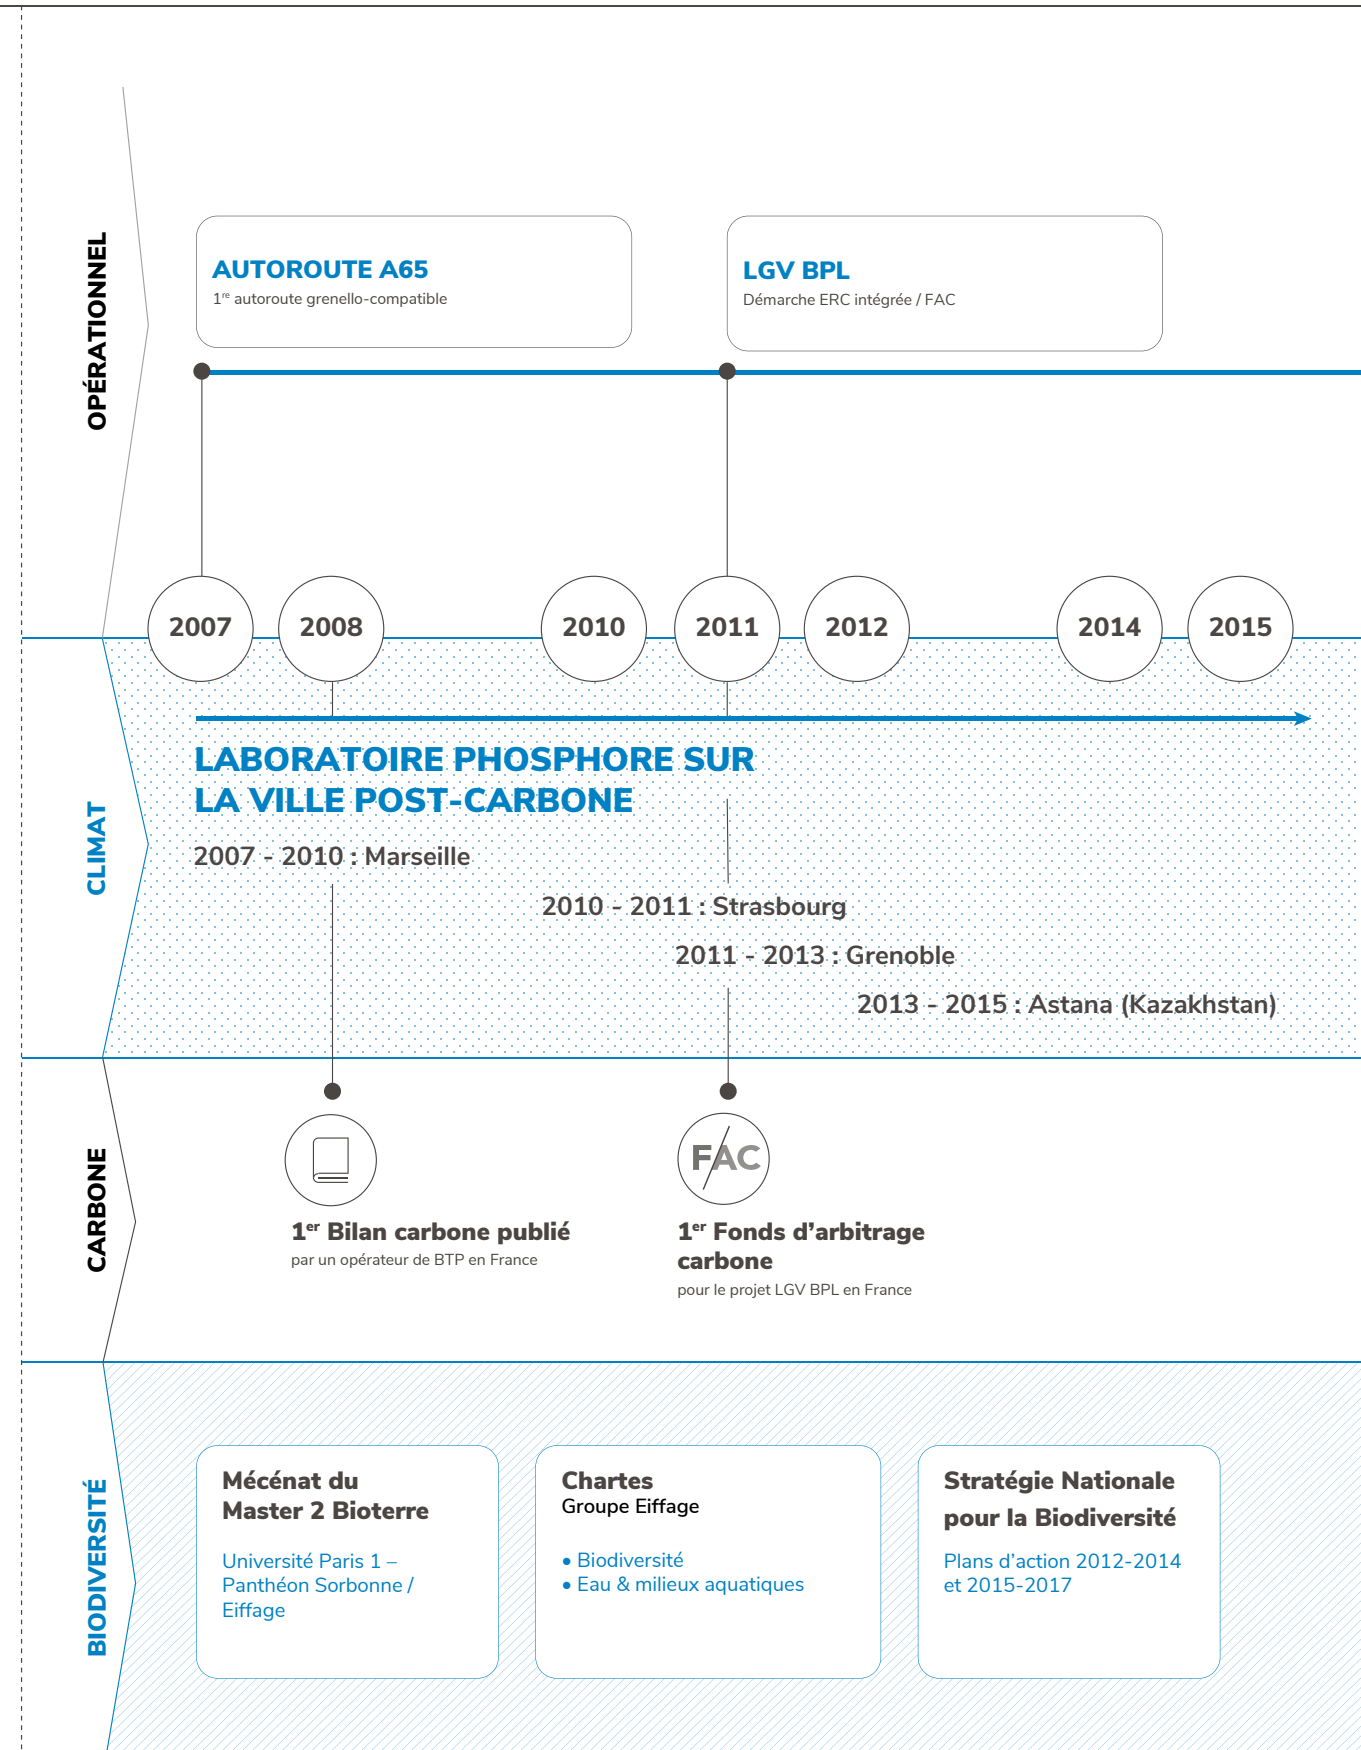 OPÉRATIONNEL
AUTOROUTE A65
1re autoroute grenello-compatible
LGV BPL
Démarche ERC intégrée / FAC
2007
2008
2010
2011
2012
2014
2015
CLIMAT
LABORATOIRE PHOSPHORE SUR
LA VILLE POST-CARBONE
2007 - 2010 : Marseille
2010 - 2011 : Strasbourg
2011 - 2013 : Grenoble
2013 - 2015 : Astana (Kazakhstan)
CARBONE
1er Bilan carbone publié
par un opérateur de BTP en France
F/AC
1er Fonds d’arbitrage
carbone
pour le projet LGV BPL en France
BIODIVERSITÉ
Mécénat du
Master 2 Bioterre
Université Paris 1 –
Panthéon Sorbonne /
Eiffage
Chartes
Groupe Eiffage
• Biodiversité
• Eau & milieux aquatiques
Stratégie Nationale
pour la Biodiversité
Plans d’action 2012-2014
et 2015-2017